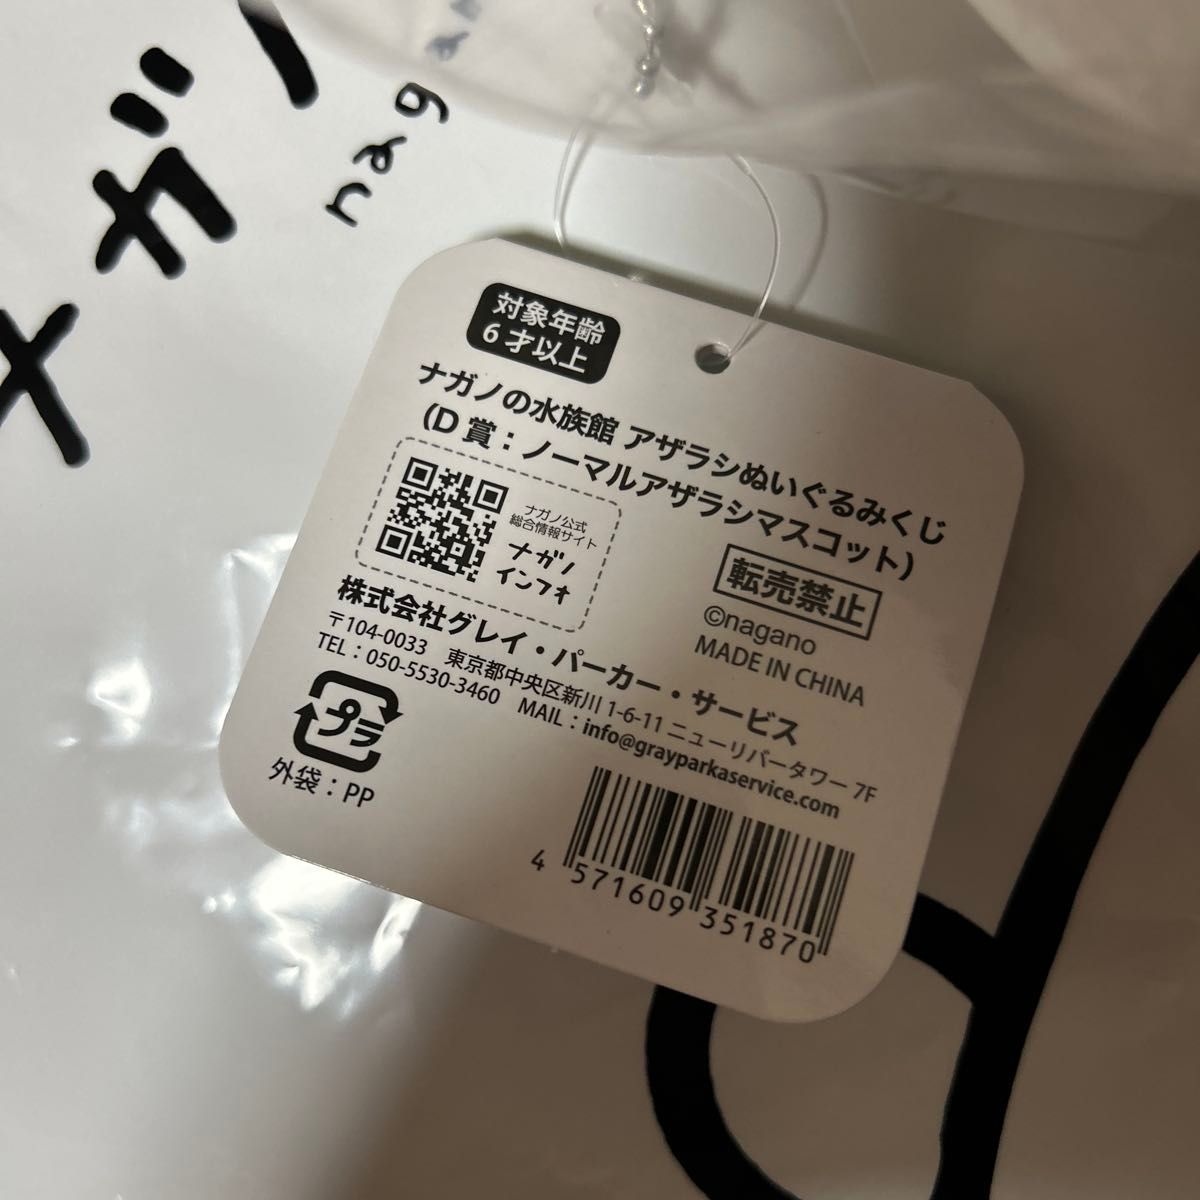 ナガノ
nagan
対象年齢
6才以上
ナガノの水族館 アザラシぬいぐるみくじ
(D賞：ノーマルアザラシマスコット)
ナガノ公式
総合情報サイト
ナガノ
インフォ
転売禁止
©nagano
MADE IN CHINA
株式会社グレイ・パーカー・サービス
〒104-0033 東京都中央区新川1-6-11 ニューリバータワー 7F
TEL：050-5530-3460 MAIL：info@grayparkaservice.com
プラ
外袋：PP
4 571609 351870